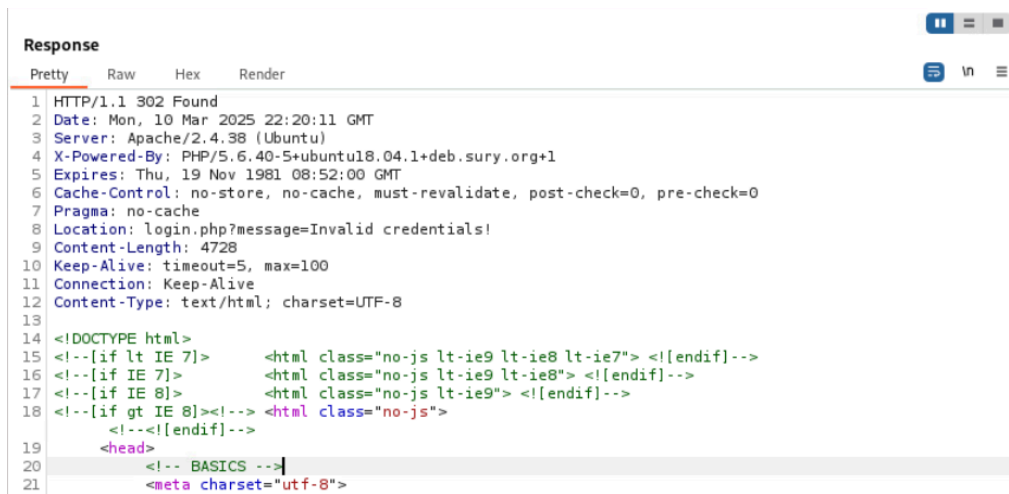 Response
Pretty Raw Hex Render \n
1 HTTP/1.1 302 Found
2 Date: Mon, 10 Mar 2025 22:20:11 GMT
3 Server: Apache/2.4.38 (Ubuntu)
4 X-Powered-By: PHP/5.6.40-5+ubuntu18.04.1+deb.sury.org+1
5 Expires: Thu, 19 Nov 1981 08:52:00 GMT
6 Cache-Control: no-store, no-cache, must-revalidate, post-check=0, pre-check=0
7 Pragma: no-cache
8 Location: login.php?message=Invalid credentials!
9 Content-Length: 4728
10 Keep-Alive: timeout=5, max=100
11 Connection: Keep-Alive
12 Content-Type: text/html; charset=UTF-8
13
14 <!DOCTYPE html>
15 <!--[if lt IE 7]>      <html class="no-js lt-ie9 lt-ie8 lt-ie7"> <![endif]-->
16 <!--[if IE 7]>         <html class="no-js lt-ie9 lt-ie8"> <![endif]-->
17 <!--[if IE 8]>         <html class="no-js lt-ie9"> <![endif]-->
18 <!--[if gt IE 8]><!--> <html class="no-js">
<!--<![endif]-->
19 <head>
20 <!-- BASICS -->
21 <meta charset="utf-8">